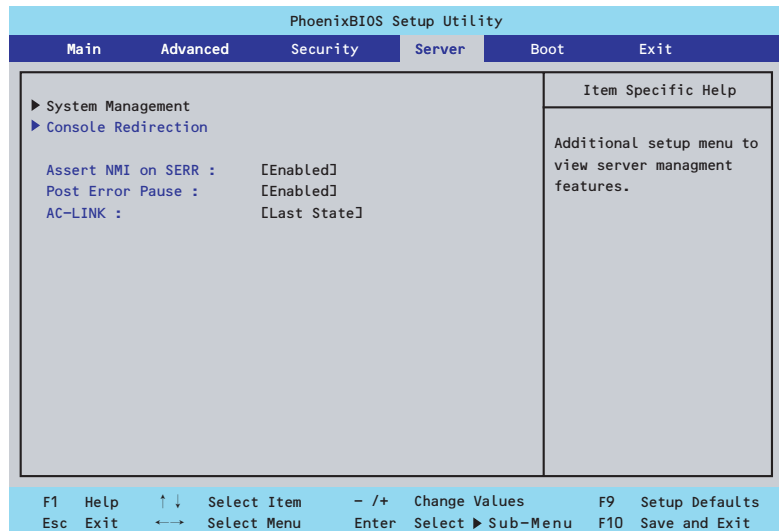 PhoenixBIOS Setup Utility
Main Advanced Security Server Boot Exit
▶ System Management
▶ Console Redirection
Assert NMI on SERR : [Enabled]
Post Error Pause : [Enabled]
AC-LINK : [Last State]
Item Specific Help
Additional setup menu to
view server managment
features.
F1 Help ↑↓ Select Item - /+ Change Values F9 Setup Defaults
Esc Exit ←→ Select Menu Enter Select ▶ Sub-Menu F10 Save and Exit